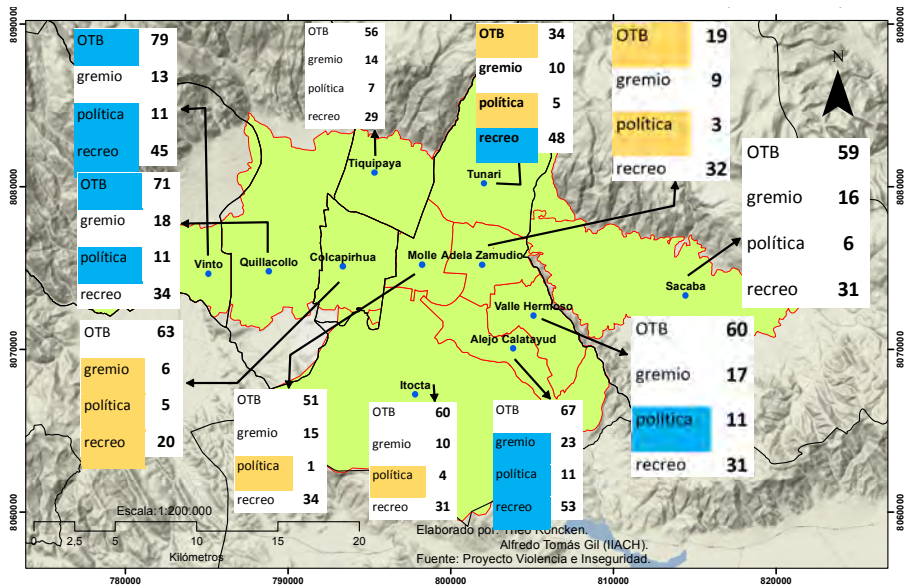 8090000
8090000
OTB 79
gremio 13
política 11
recreo 45
OTB 56
gremio 14
política 7
recreo 29
OTB 34
gremio 10
política 5
recreo 48
OTB 19
gremio 9
política 3
recreo 32
N
OTB 59
gremio 16
política 6
recreo 31
8080000
8080000
Tiquipaya
Tunari
OTB 71
gremio 18
política 11
recreo 34
Vinto
Quillacollo
Colcapirhua
Molle
Adela Zamudio
Sacaba
Valle Hermoso
Alejo Calatayud
Itocta
8070000
8070000
OTB 63
gremio 6
política 5
recreo 20
OTB 51
gremio 15
política 1
recreo 34
OTB 60
gremio 10
política 4
recreo 31
OTB 67
gremio 23
política 11
recreo 53
OTB 60
gremio 17
política 11
recreo 31
8060000
8060000
Escala:1:200.000
0 2,5 5 10 15 20
Kilómetros
Elaborado por: Theo Roncken.
Alfredo Tomás Gil (IIACH).
Fuente: Proyecto Violencia e Inseguridad.
780000 790000 800000 810000 820000